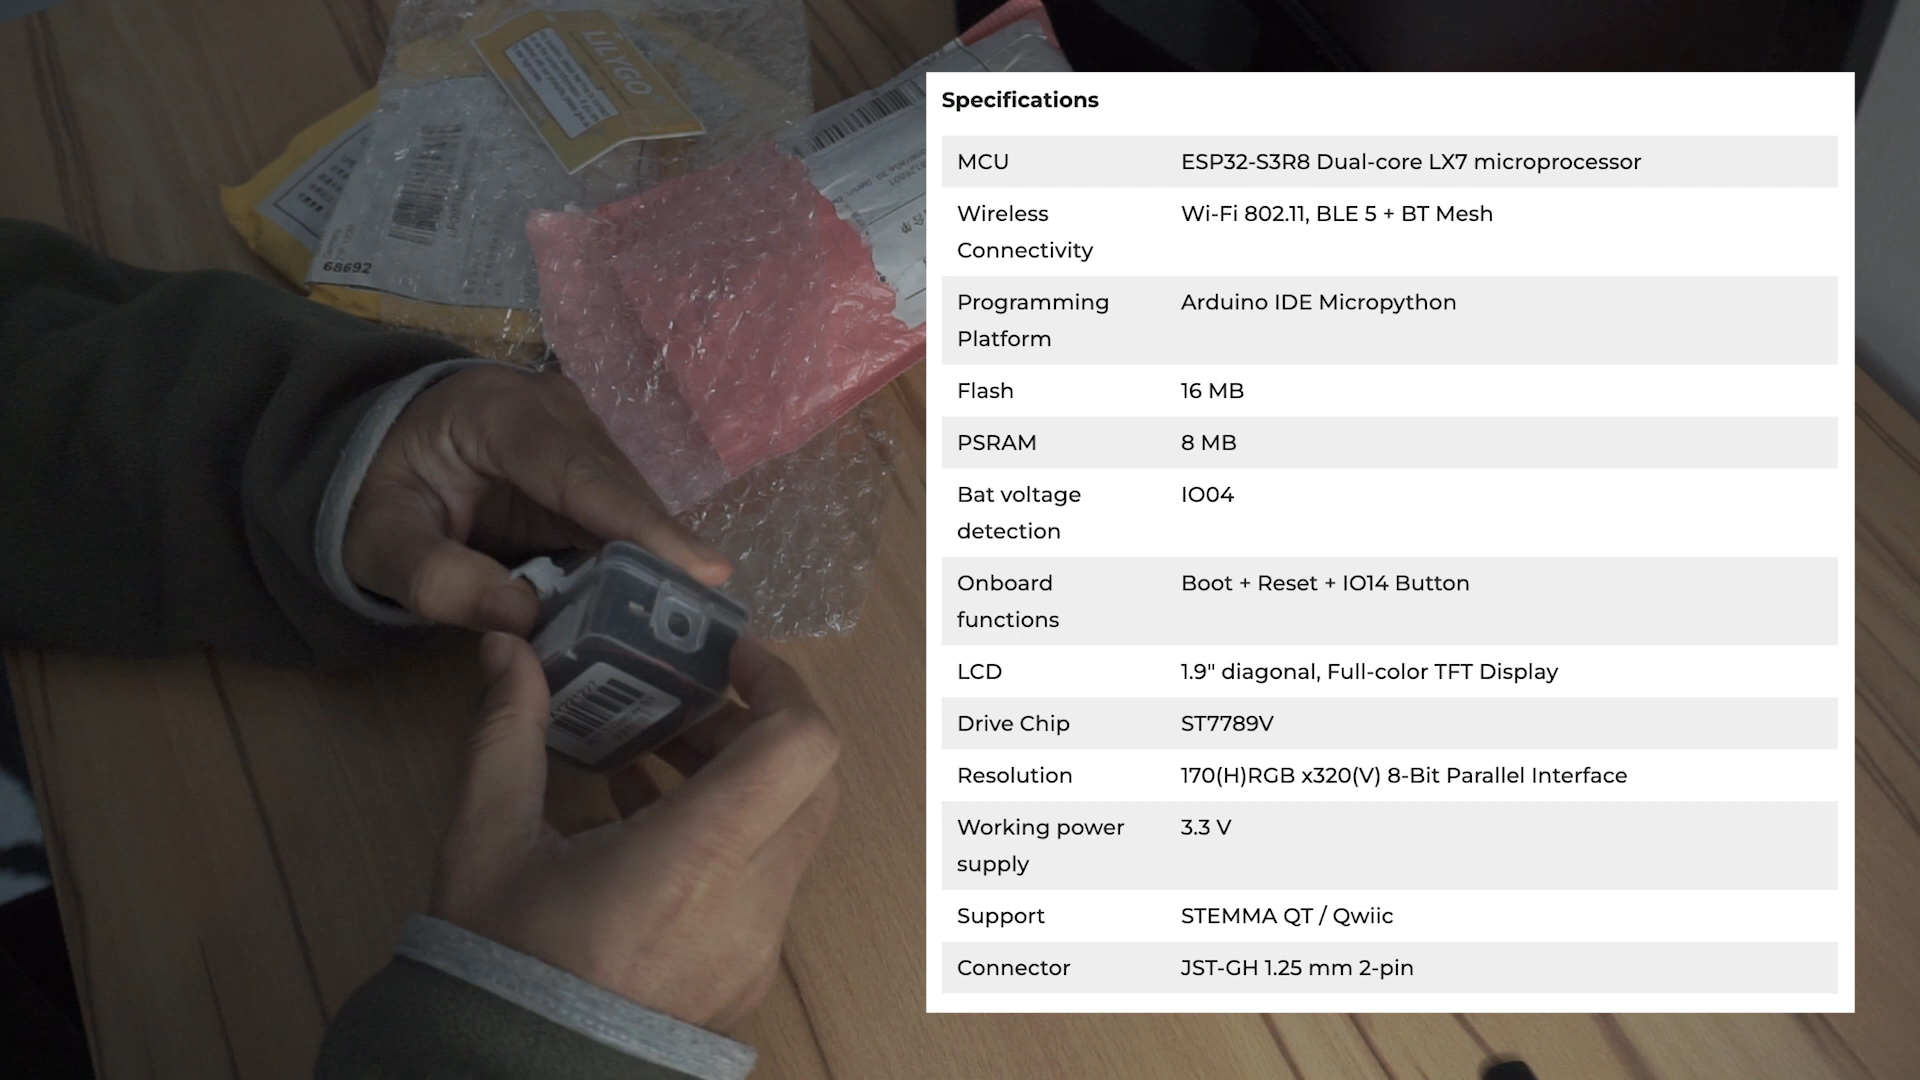 LILYGO
68692
Specifications
MCU ESP32-S3R8 Dual-core LX7 microprocessor
Wireless Connectivity Wi-Fi 802.11, BLE 5 + BT Mesh
Programming Platform Arduino IDE Micropython
Flash 16 MB
PSRAM 8 MB
Bat voltage detection IO04
Onboard functions Boot + Reset + IO14 Button
LCD 1.9" diagonal, Full-color TFT Display
Drive Chip ST7789V
Resolution 170(H)RGB x320(V) 8-Bit Parallel Interface
Working power supply 3.3 V
Support STEMMA QT / Qwiic
Connector JST-GH 1.25 mm 2-pin